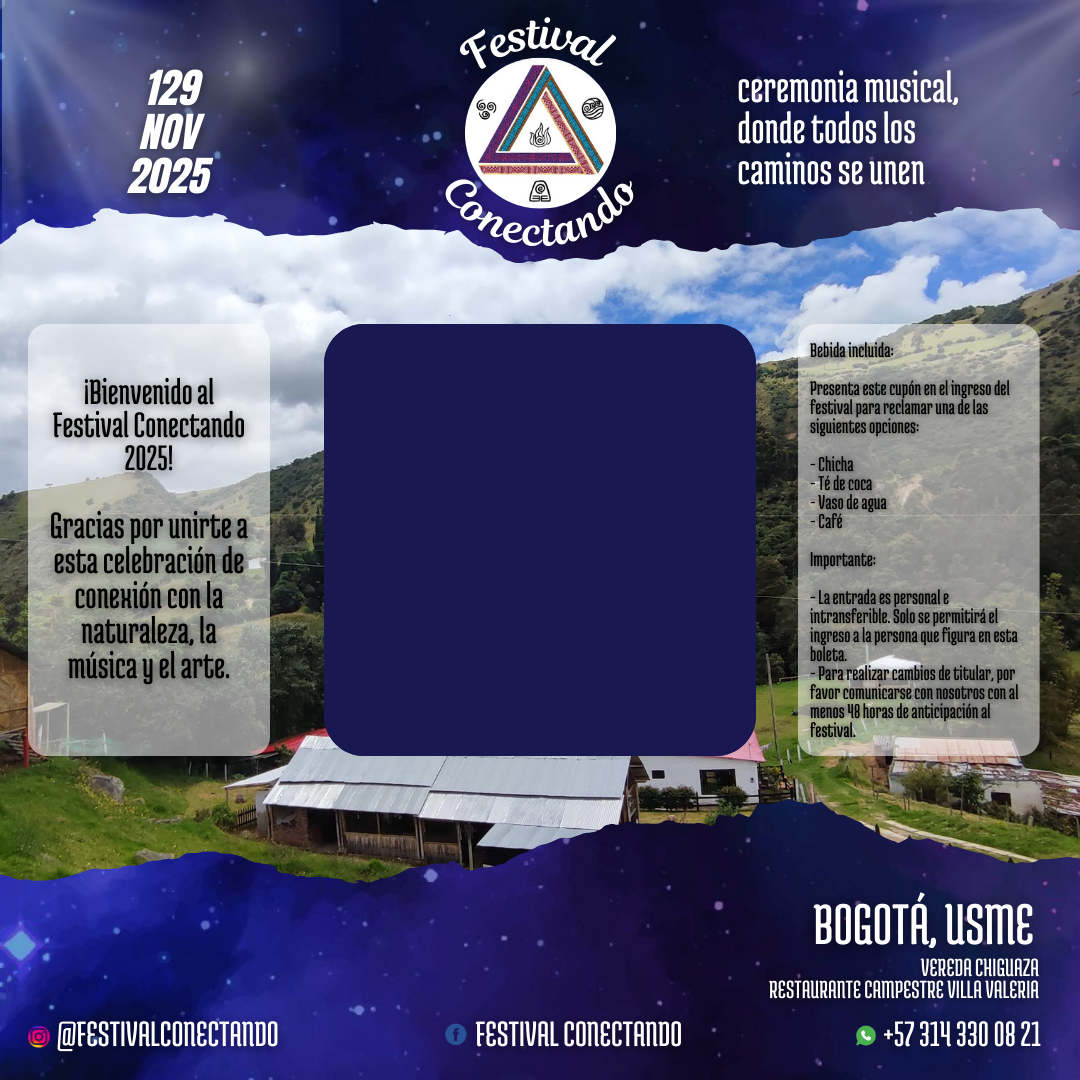 Festival
Conectando
129
NOV
2025
ceremonia musical,
donde todos los
caminos se unen
¡Bienvenido al
Festival Conectando
2025!
Gracias por unirte a
esta celebración de
conexión con la
naturaleza, la
música y el arte.
Bebida incluida:
Presenta este cupón en el ingreso del
festival para reclamar una de las
siguientes opciones:
- Chicha
- Té de coca
- Vaso de agua
- Café
Importante:
- La entrada es personal e
intransferible. Solo se permitirá el
ingreso a la persona que figura en esta
boleta.
- Para realizar cambios de titular, por
favor comunicarse con nosotros con al
menos 48 horas de anticipación al
festival.
BOGOTÁ, USME
VEREDA CHIGUAZA
RESTAURANTE CAMPESTRE VILLA VALERIA
@FESTIVALCONECTANDO
FESTIVAL CONECTANDO
+57 314 330 08 21